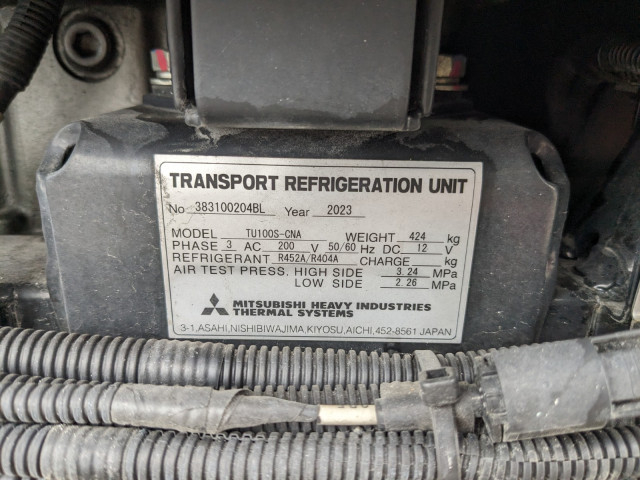 TRANSPORT REFRIGERATION UNIT
No 383100204BL Year 2023
MODEL TU100S-CNA WEIGHT 424 kg
PHASE 3 AC 200 V 50/60 Hz DC 12 V
REFRIGERANT R452A/R404A CHARGE kg
AIR TEST PRESS. HIGH SIDE 3.24 MPa
LOW SIDE 2.26 MPa
MITSUBISHI HEAVY INDUSTRIES
THERMAL SYSTEMS
3-1, ASAHI, NISHIBIWAJIMA, KIYOSU, AICHI, 452-8561 JAPAN